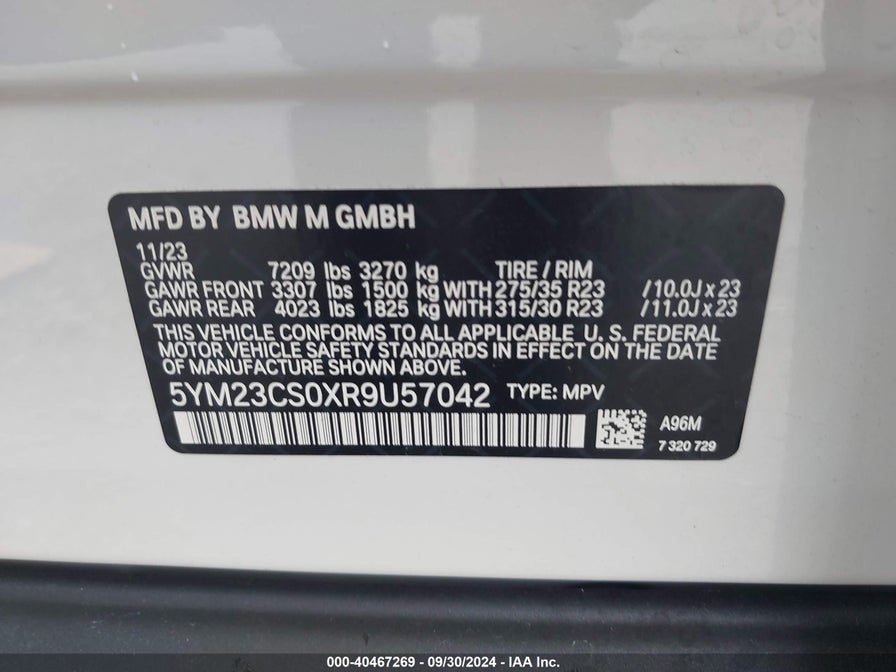 MFD BY BMW M GMBH
11/23
GVWR 7209 lbs 3270 kg TIRE / RIM
GAWR FRONT 3307 lbs 1500 kg WITH 275/35 R23 /10.0J x 23
GAWR REAR 4023 lbs 1825 kg WITH 315/30 R23 /11.0J x 23
THIS VEHICLE CONFORMS TO ALL APPLICABLE U. S. FEDERAL
MOTOR VEHICLE SAFETY STANDARDS IN EFFECT ON THE DATE
OF MANUFACTURE SHOWN ABOVE.
5YM23CS0XR9U57042 TYPE: MPV
A96M
7 320 729
000-40467269 - 09/30/2024 - IAA Inc.